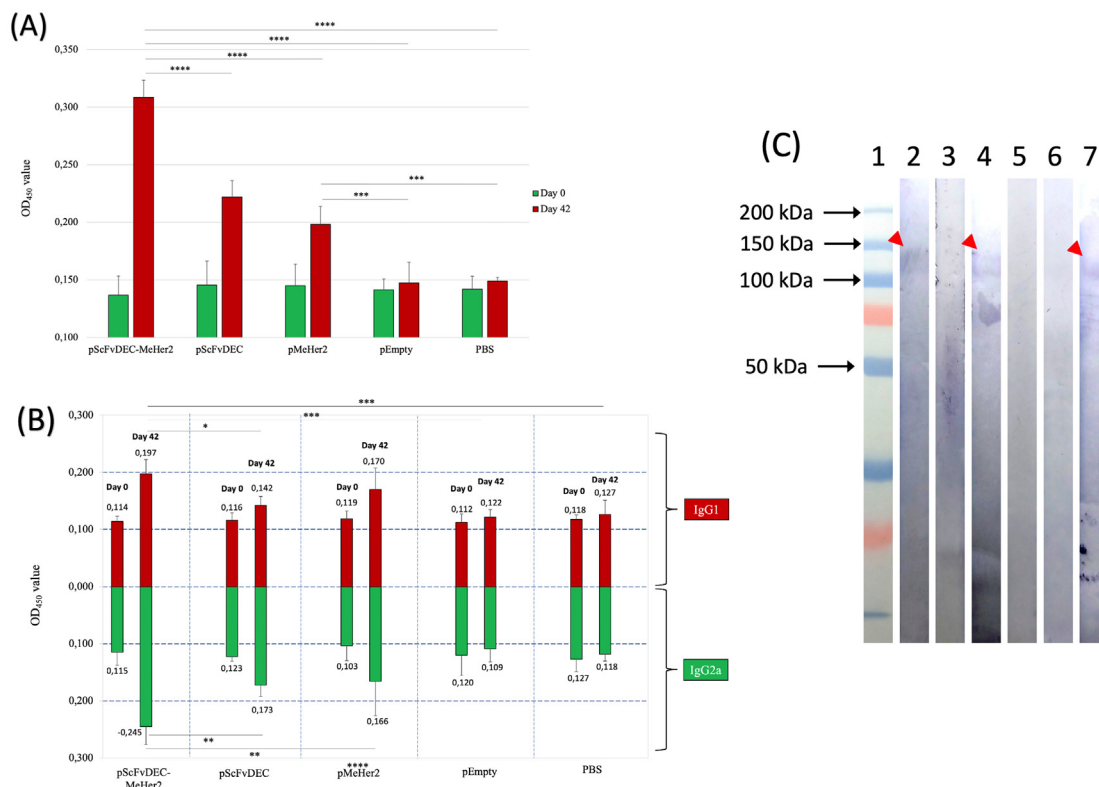 (A)
****
****
****
****
***
***
0,350
0,300
0,250
0,200
0,150
0,100
OD450 value
Day 0
Day 42
pScFvDEC-MeHer2
pScFvDEC
pMeHer2
pEmpty
PBS
(B)
***
***
*
0,300
0,200
0,100
0,000
0,100
0,200
0,300
OD450 value
Day 0
0,114
Day 42
0,197
Day 0
0,116
Day 42
0,142
Day 0
0,119
Day 42
0,170
Day 0
0,112
Day 42
0,122
Day 0
0,118
Day 42
0,127
0,115
-0,245
0,123
0,173
0,103
0,166
0,120
0,109
0,127
0,118
**
**
****
pScFvDEC-
MeHer2
pScFvDEC
pMeHer2
pEmpty
PBS
IgG1
IgG2a
(C)
1 2 3 4 5 6 7
200 kDa
150 kDa
100 kDa
50 kDa